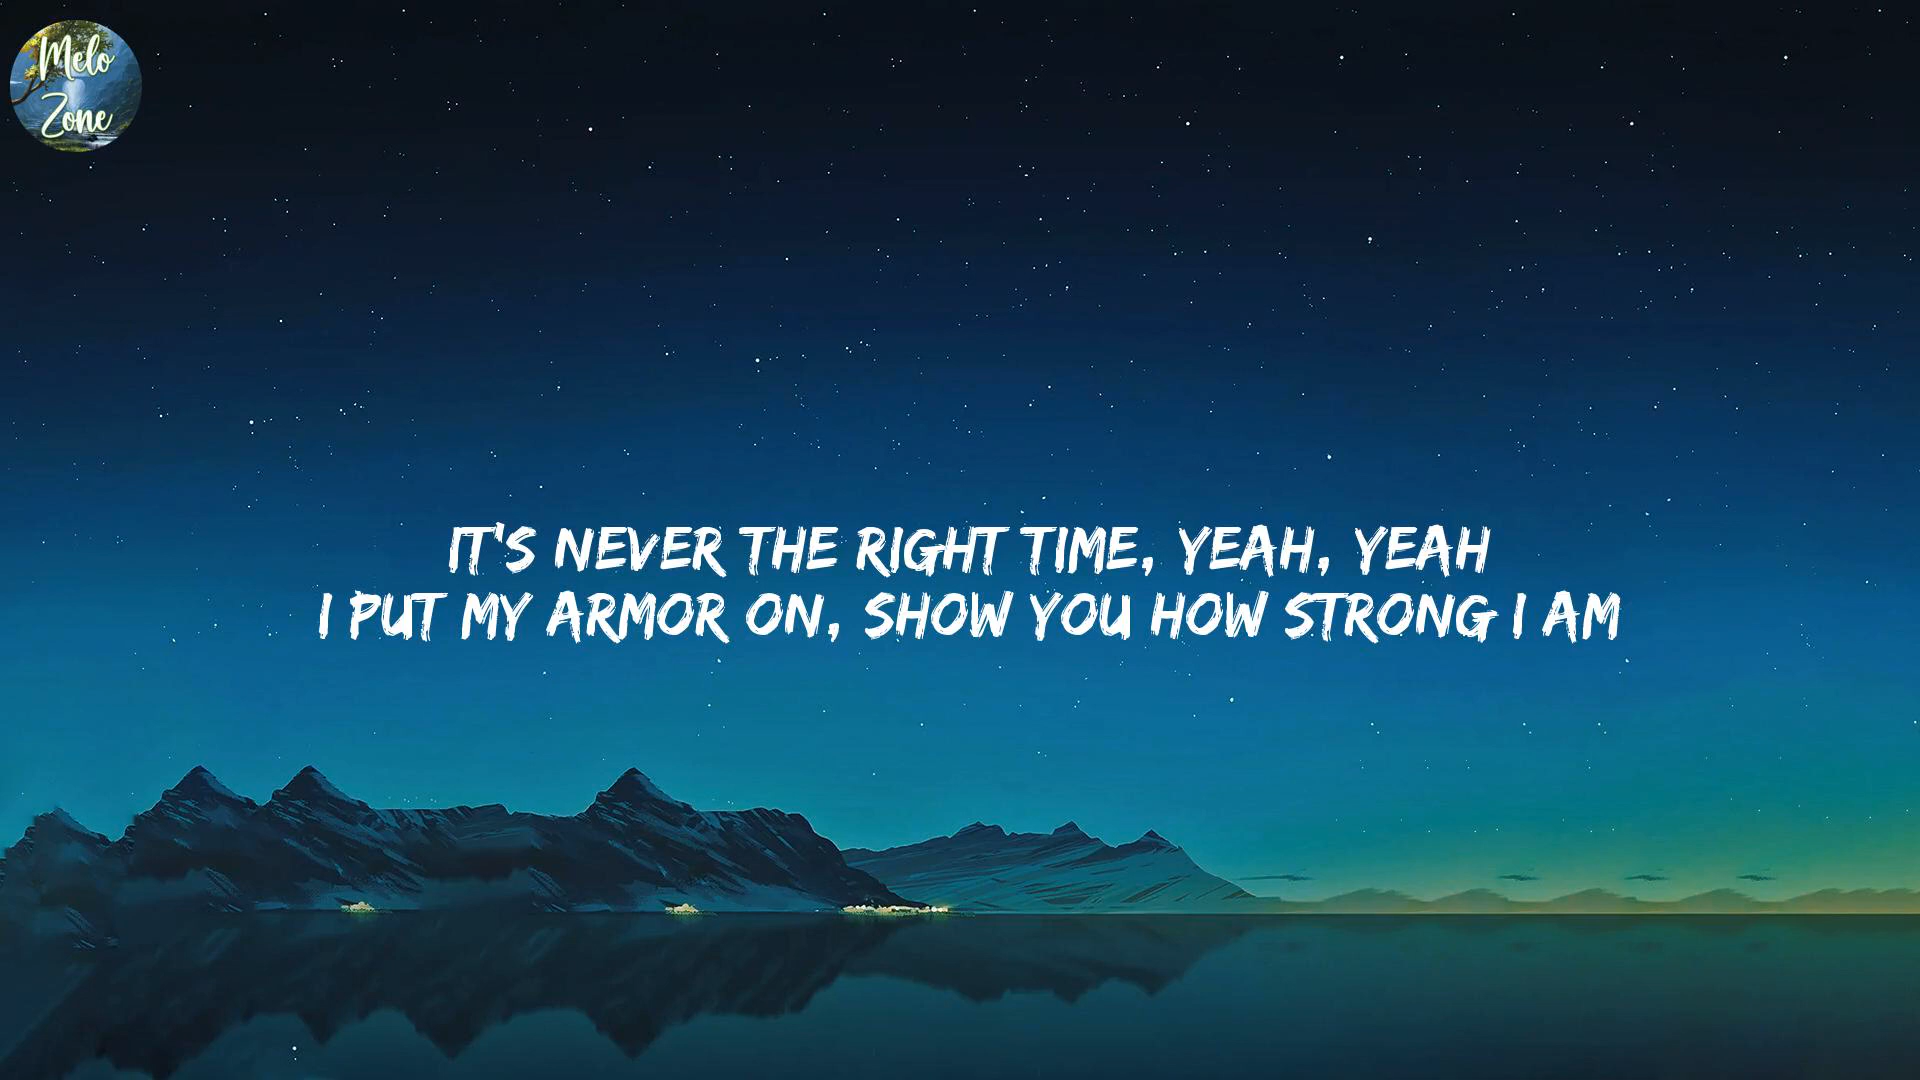 Melo
Zone
IT'S NEVER THE RIGHT TIME, YEAH, YEAH
I PUT MY ARMOR ON, SHOW YOU HOW STRONG I AM